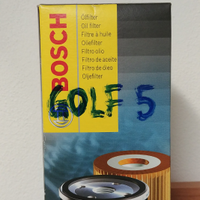 BOSCH
Ölfilter
Oil filter
Filtre à huile
Oliefilter
Filtro olio
Filtro de aceite
Filtro de óleo
Oljefilter
GOLF 5